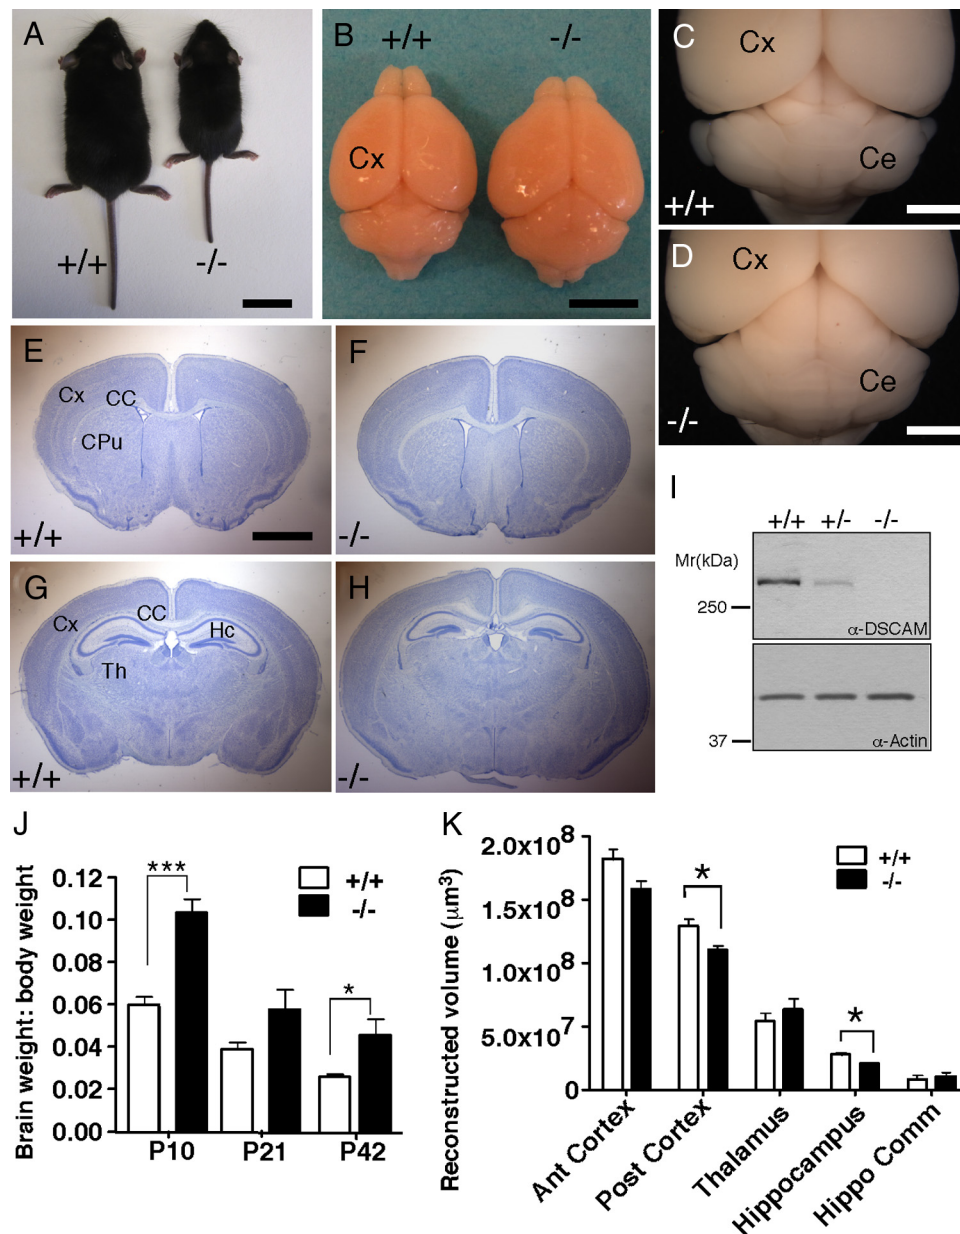 A
+/+
-/-
B
+/+
-/-
Cx
C
Cx
Ce
+/+
D
Cx
Ce
-/-
E
Cx
CC
CPu
+/+
F
-/-
G
Cx
CC
Hc
Th
+/+
H
-/-
I
+/+ +/- -/-
Mr(kDa)
250
α-DSCAM
37
α-Actin
J
Brain weight: body weight
0.12
0.10
0.08
0.06
0.04
0.02
0.00
***
*
+/+
-/-
P10 P21 P42
K
Reconstructed volume (μm³)
2.0x10⁸
1.5x10⁸
1.0x10⁸
5.0x10⁷
0
*
*
+/+
-/-
Ant Cortex
Post Cortex
Thalamus
Hippocampus
Hippo Comm